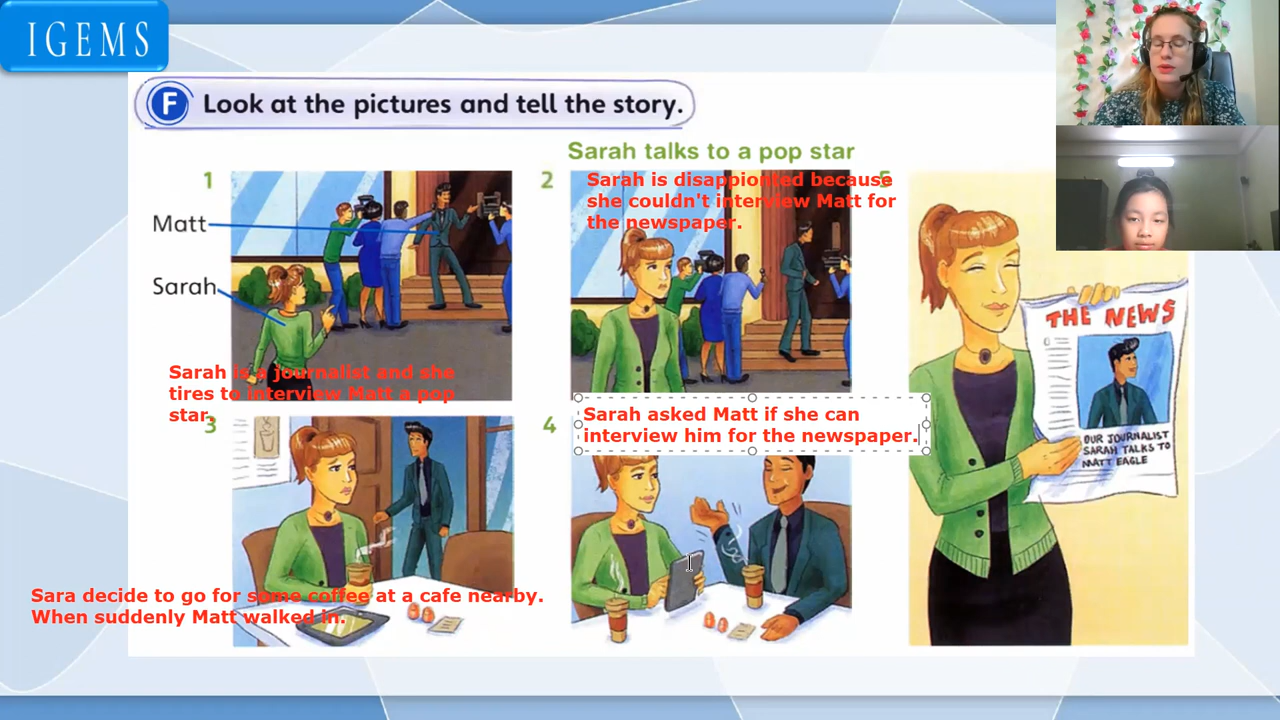 IGEMS
F Look at the pictures and tell the story.
Sarah talks to a pop star
1
Matt
Sarah
Sarah is a journalist and she
tires to interview Matt a pop
star.
2
Sarah is disappionted because
she couldn't interview Matt for
the newspaper.
3
Sara decide to go for some coffee at a cafe nearby.
When suddenly Matt walked in.
4
Sarah asked Matt if she can
interview him for the newspaper.
5
THE NEWS
OUR JOURNALIST
SARAH TALKS TO
MATT EAGLE